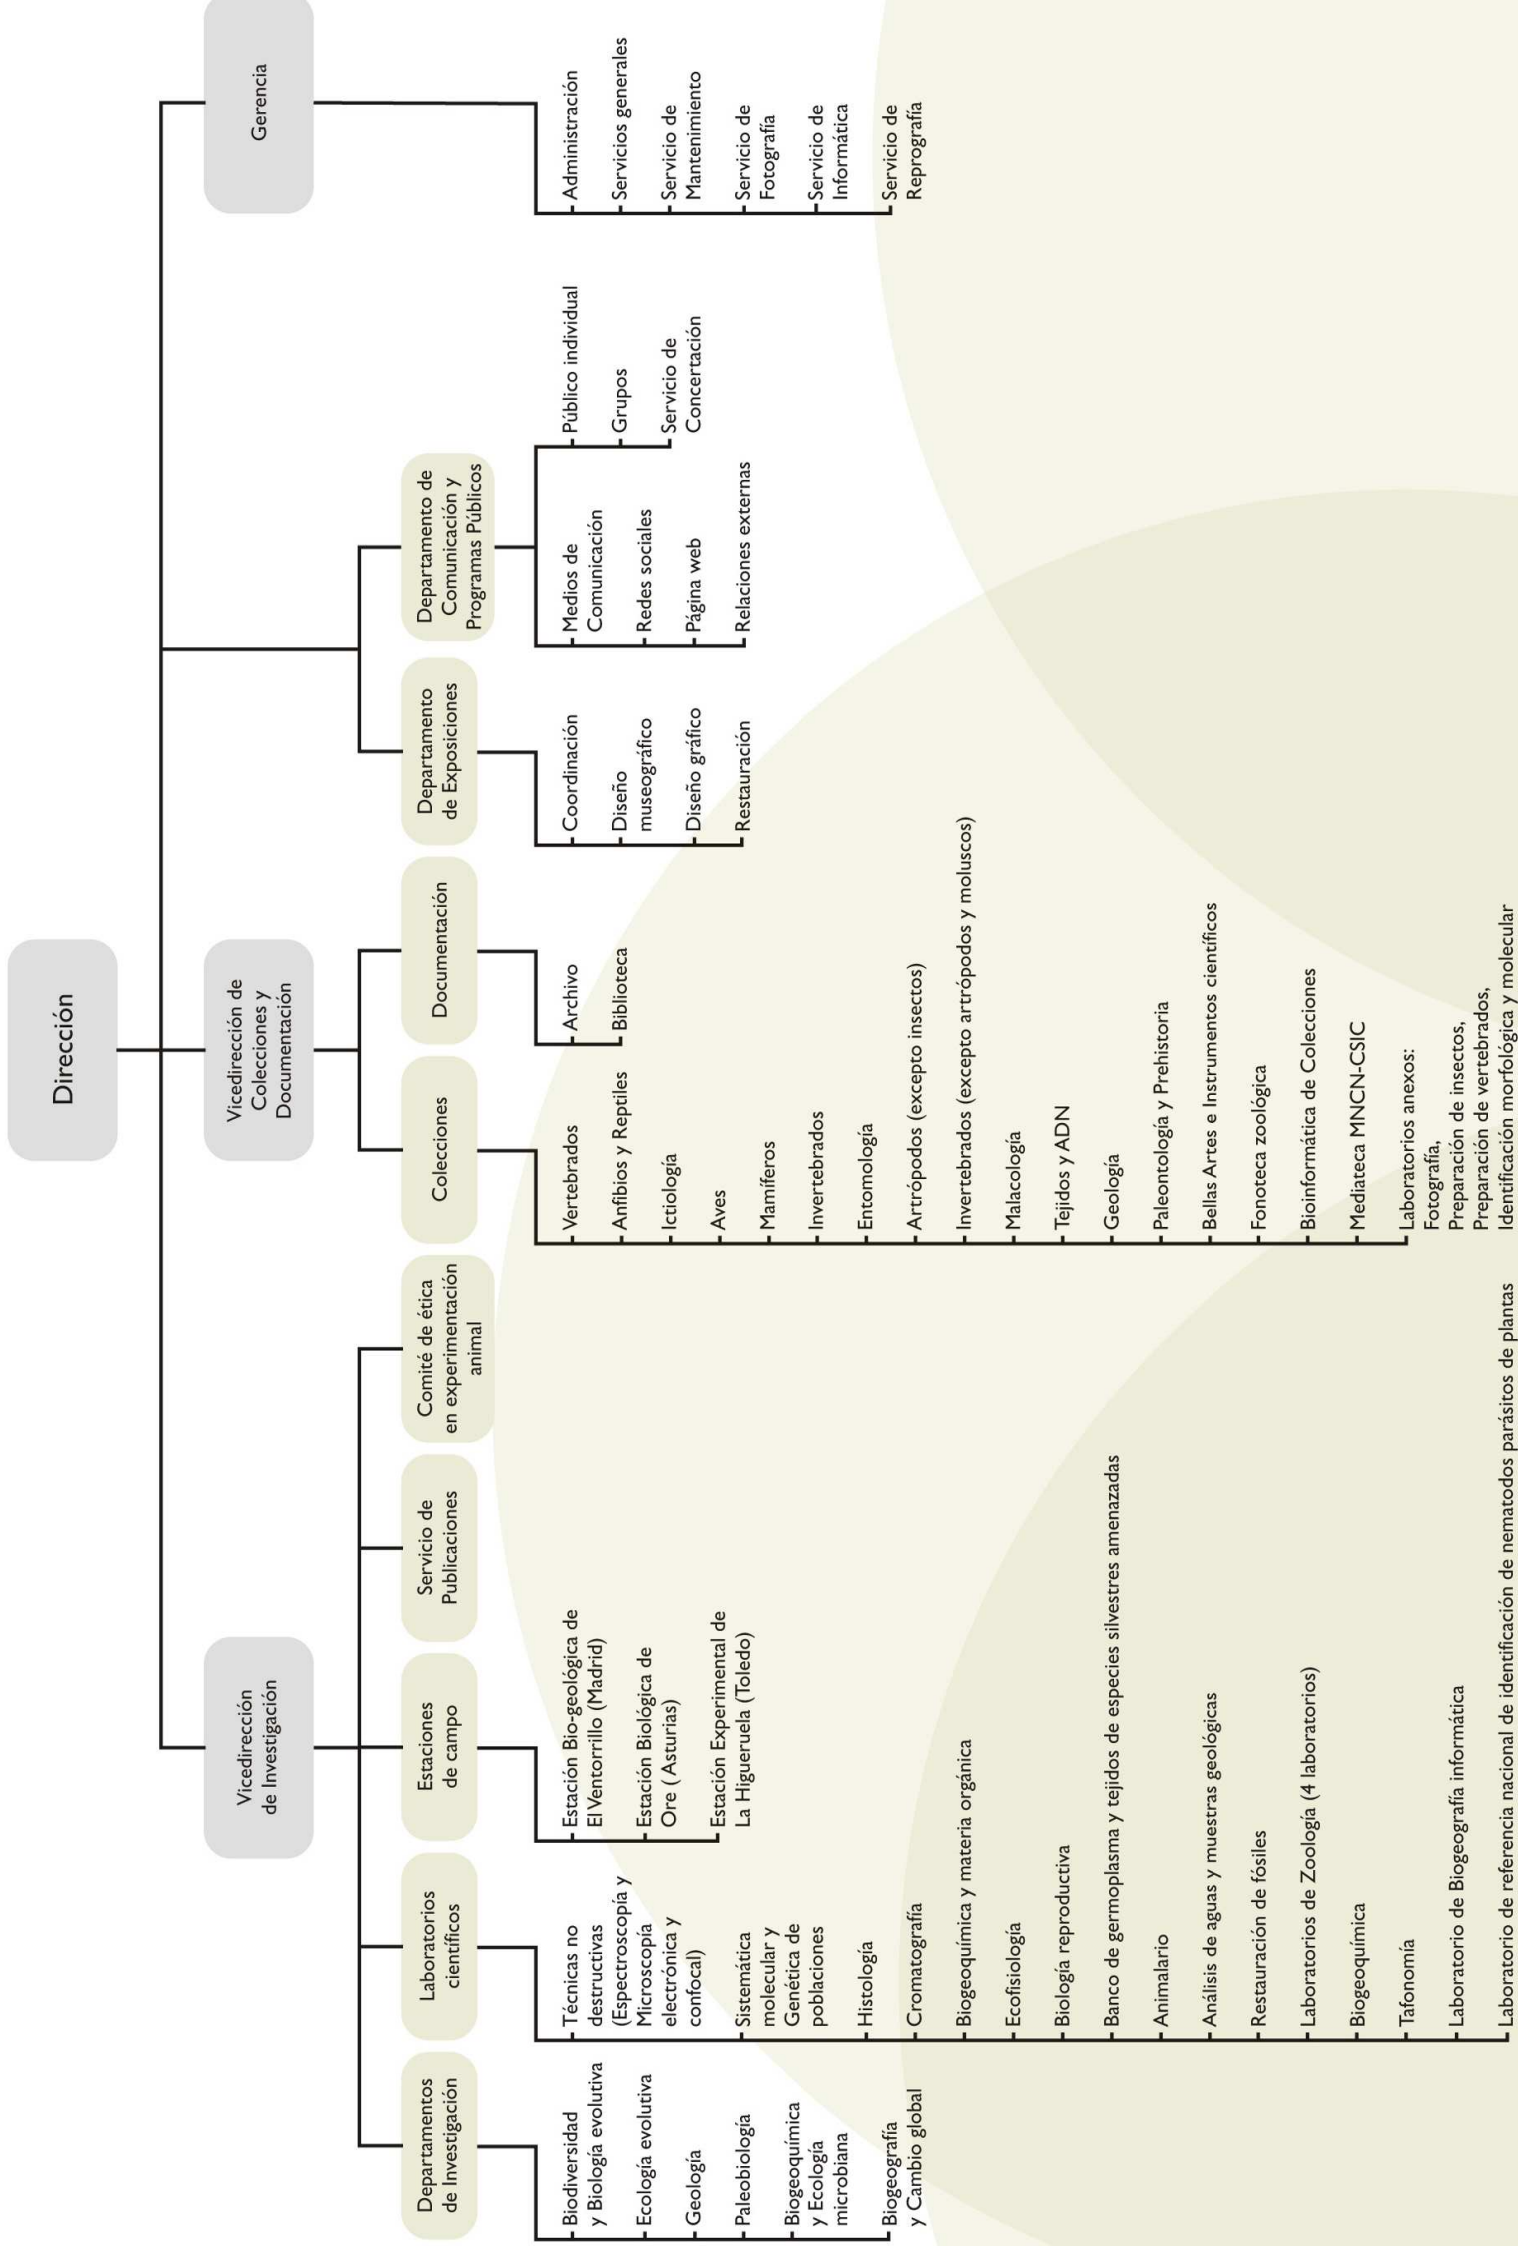 Dirección
Vicedirección
de Investigación
Vicedirección de
Colecciones y
Documentación
Gerencia
Departamentos
de Investigación
Laboratorios
científicos
Estaciones
de campo
Servicio de
Publicaciones
Comité de ética
en experimentación
animal
Colecciones
Documentación
Departamento
de Exposiciones
Departamento de
Comunicación y
Programas Públicos
Biodiversidad
y Biología evolutiva
Ecología evolutiva
Geología
Paleobiología
Biogeoquímica
y Ecología
microbiana
Biogeografía
y Cambio global
Técnicas no
destructivas
(Espectroscopía y
Microscopía
electrónica y
confocal)
Sistemática
molecular y
Genética de
poblaciones
Histología
Cromatografía
Biogeoquímica y materia orgánica
Ecofisiología
Biología reproductiva
Banco de germoplasma y tejidos de especies silvestres amenazadas
Animalario
Análisis de aguas y muestras geológicas
Restauración de fósiles
Laboratorios de Zoología (4 laboratorios)
Biogeoquímica
Tafonomía
Laboratorio de Biogeografía informática
Laboratorio de referencia nacional de identificación de nematodos parásitos de plantas
Estación Bio-geológica de
El Ventorrillo (Madrid)
Estación Biológica de
Ore ( Asturias)
Estación Experimental de
La Higueruela (Toledo)
Vertebrados
Anfibios y Reptiles
Ictiología
Aves
Mamíferos
Invertebrados
Entomología
Artrópodos (excepto insectos)
Invertebrados (excepto artrópodos y moluscos)
Malacología
Tejidos y ADN
Geología
Paleontología y Prehistoria
Bellas Artes e Instrumentos científicos
Fonoteca zoológica
Bioinformática de Colecciones
Mediateca MNCN-CSIC
Laboratorios anexos:
Fotografía,
Preparación de insectos,
Preparación de vertebrados,
Identificación morfológica y molecular
Archivo
Biblioteca
Coordinación
Diseño
museográfico
Diseño gráfico
Restauración
Medios de
Comunicación
Redes sociales
Página web
Relaciones externas
Público individual
Grupos
Servicio de
Concertación
Administración
Servicios generales
Servicio de
Mantenimiento
Servicio de
Fotografía
Servicio de
Informática
Servicio de
Reprografía